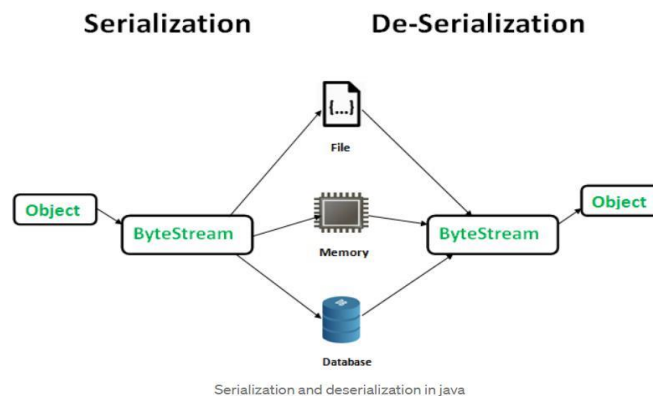 Serialization
De-Serialization
{...}
File
Object
ByteStream
Memory
ByteStream
Object
Database
Serialization and deserialization in java